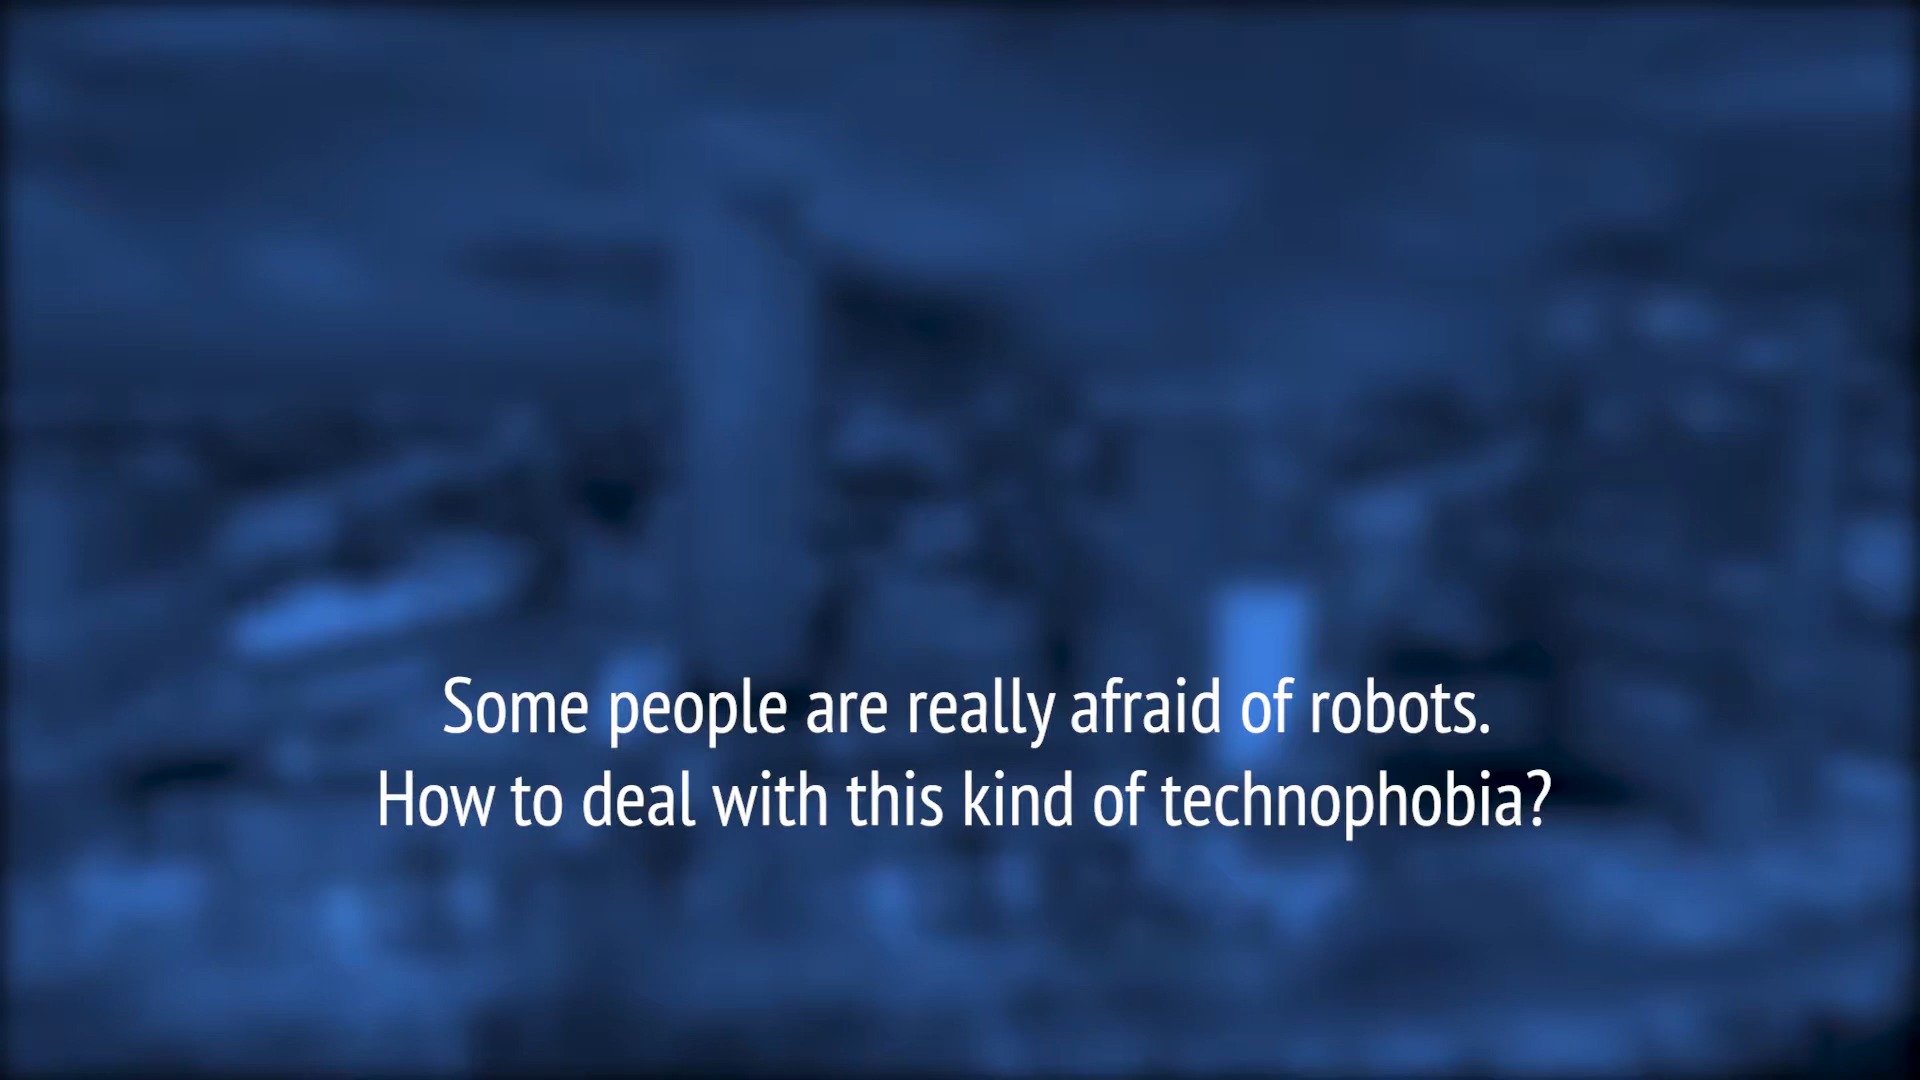 Some people are really afraid of robots.
How to deal with this kind of technophobia?